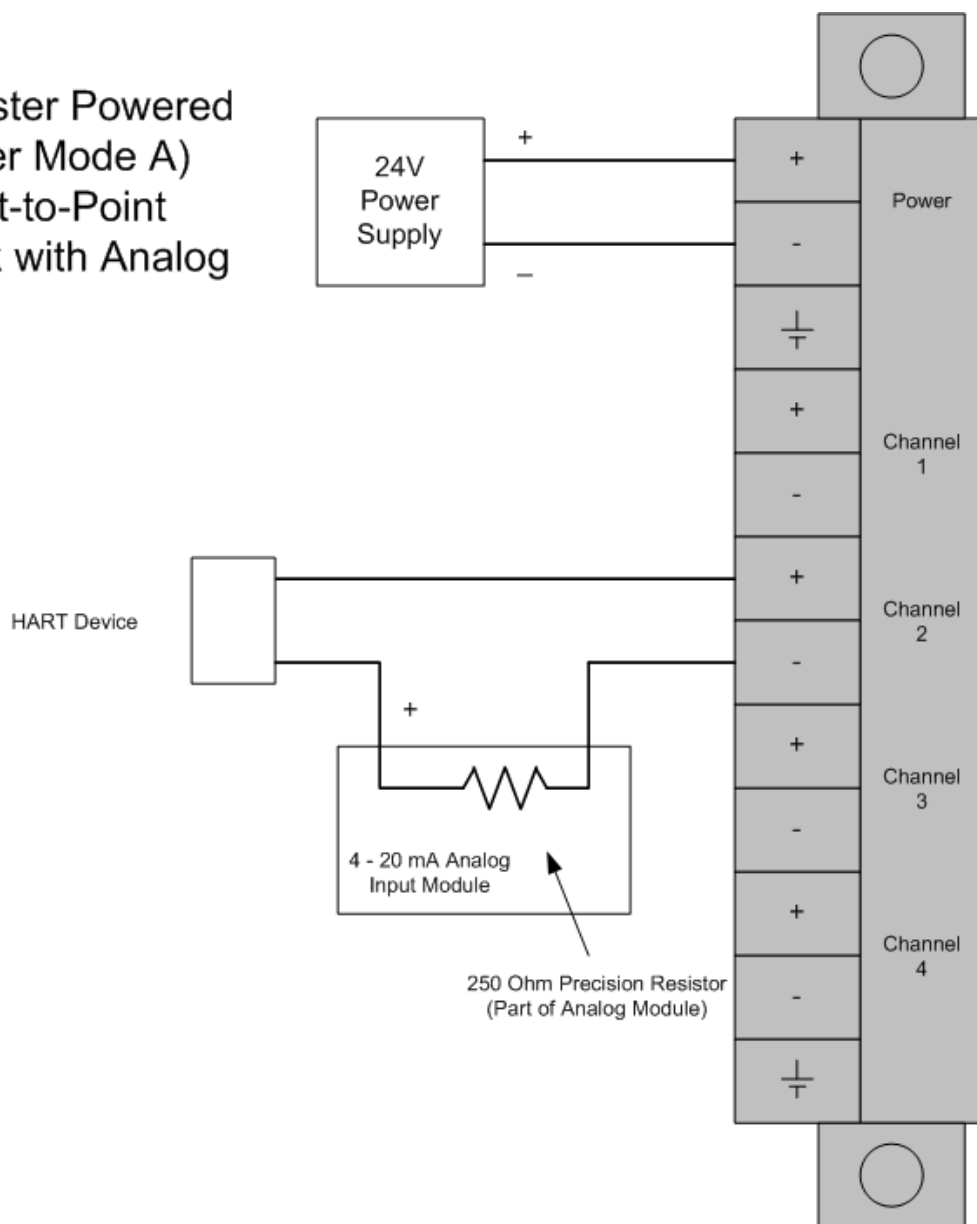 ster Powered
er Mode A)
t-to-Point
with Analog
24V
Power
Supply
+
–
+
-
Power
+
-
Channel
1
+
-
Channel
2
+
-
Channel
3
+
-
Channel
4
HART Device
+
4 - 20 mA Analog
Input Module
250 Ohm Precision Resistor
(Part of Analog Module)